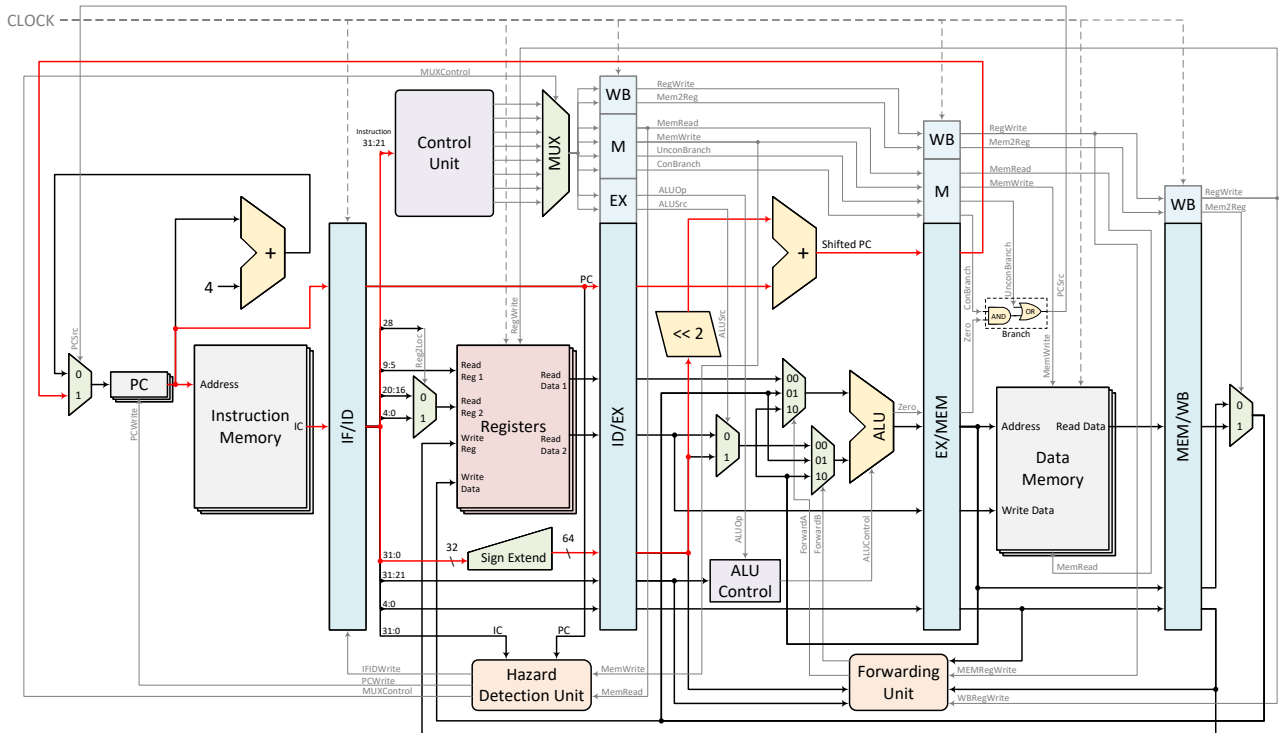 CLOCK
MUXControl
RegWrite
Mem2Reg
MemRead
MemWrite
UnconBranch
ConBranch
ALUOp
ALUSrc
WB
M
EX
Instruction
31:21
Control
Unit
MUX
WB
M
RegWrite
Mem2Reg
MemRead
MemWrite
WB
RegWrite
Mem2Reg
+
4
+
Shifted PC
PC
PCSrc
0
1
PC
PCWrite
Address
Instruction
Memory
IC
IF/ID
28
Reg2Loc
RegWrite
9:5
20:16
4:0
0
1
Read
Reg 1
Read
Reg 2
Write
Reg
Write
Data
Registers
Read
Data 1
Read
Data 2
ID/EX
<< 2
ALUSrc
0
1
00
01
10
00
01
10
ALU
Zero
EX/MEM
ConBranch
Zero
UnconBranch
AND
OR
Branch
PCSrc
MemWrite
Address
Read Data
Data
Memory
Write Data
MemRead
MEM/WB
0
1
31:0
32
Sign Extend
64
31:21
4:0
31:0
IC
PC
ALUOp
ALU
Control
ForwardA
ForwardB
ALUControl
IFIDWrite
PCWrite
MUXControl
Hazard
Detection Unit
MemWrite
MemRead
Forwarding
Unit
MEMRegWrite
WBRegWrite